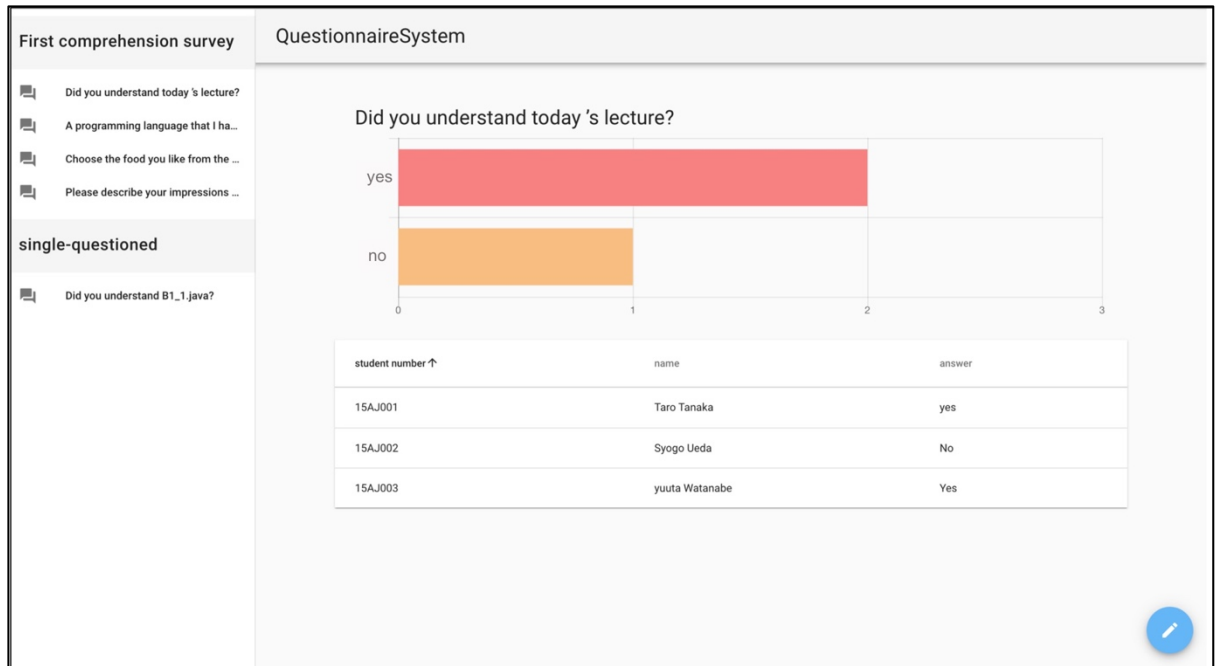 First comprehension survey
Did you understand today 's lecture?
A programming language that I ha...
Choose the food you like from the ...
Please describe your impressions ...
single-questioned
Did you understand B1_1.java?
QuestionnaireSystem
Did you understand today 's lecture?
yes
no
0 1 2 3
student number↑ name answer
15AJ001 Taro Tanaka yes
15AJ002 Syogo Ueda No
15AJ003 yuuta Watanabe Yes